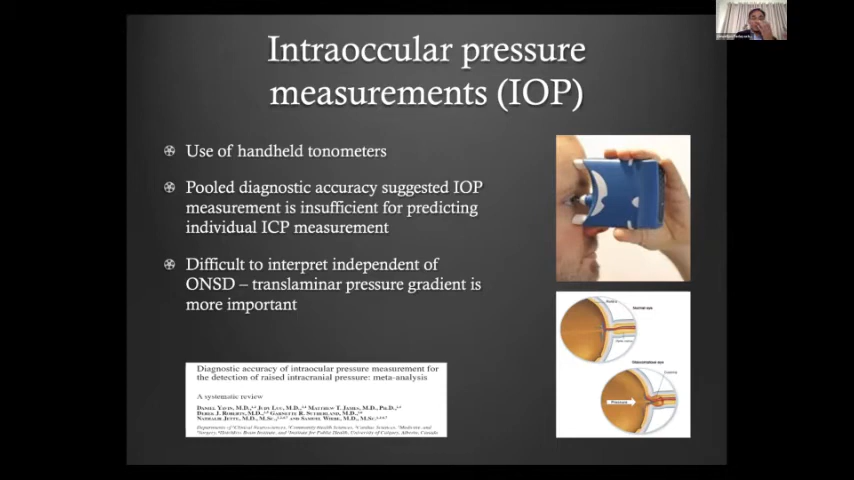 Intraoccular pressure
measurements (IOP)
Use of handheld tonometers
Pooled diagnostic accuracy suggested IOP
measurement is insufficient for predicting
individual ICP measurement
Difficult to interpret independent of
ONSD – translaminar pressure gradient is
more important
Diagnostic accuracy of intraocular pressure measurement for
the detection of raised intracranial pressure: meta-analysis
A systematic review
Normal eye
Pressure